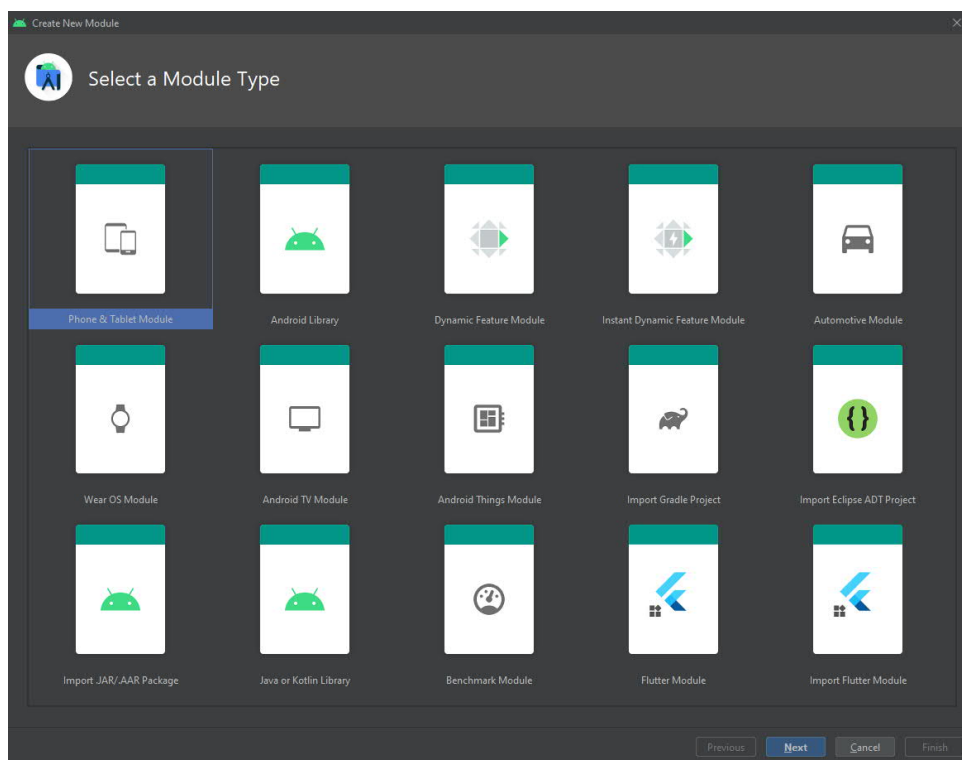 Create New Module
Select a Module Type
Phone & Tablet Module
Android Library
Dynamic Feature Module
Instant Dynamic Feature Module
Automotive Module
Wear OS Module
Android TV Module
Android Things Module
Import Gradle Project
Import Eclipse ADT Project
Import .JAR/.AAR Package
Java or Kotlin Library
Benchmark Module
Flutter Module
Import Flutter Module
Previous
Next
Cancel
Finish